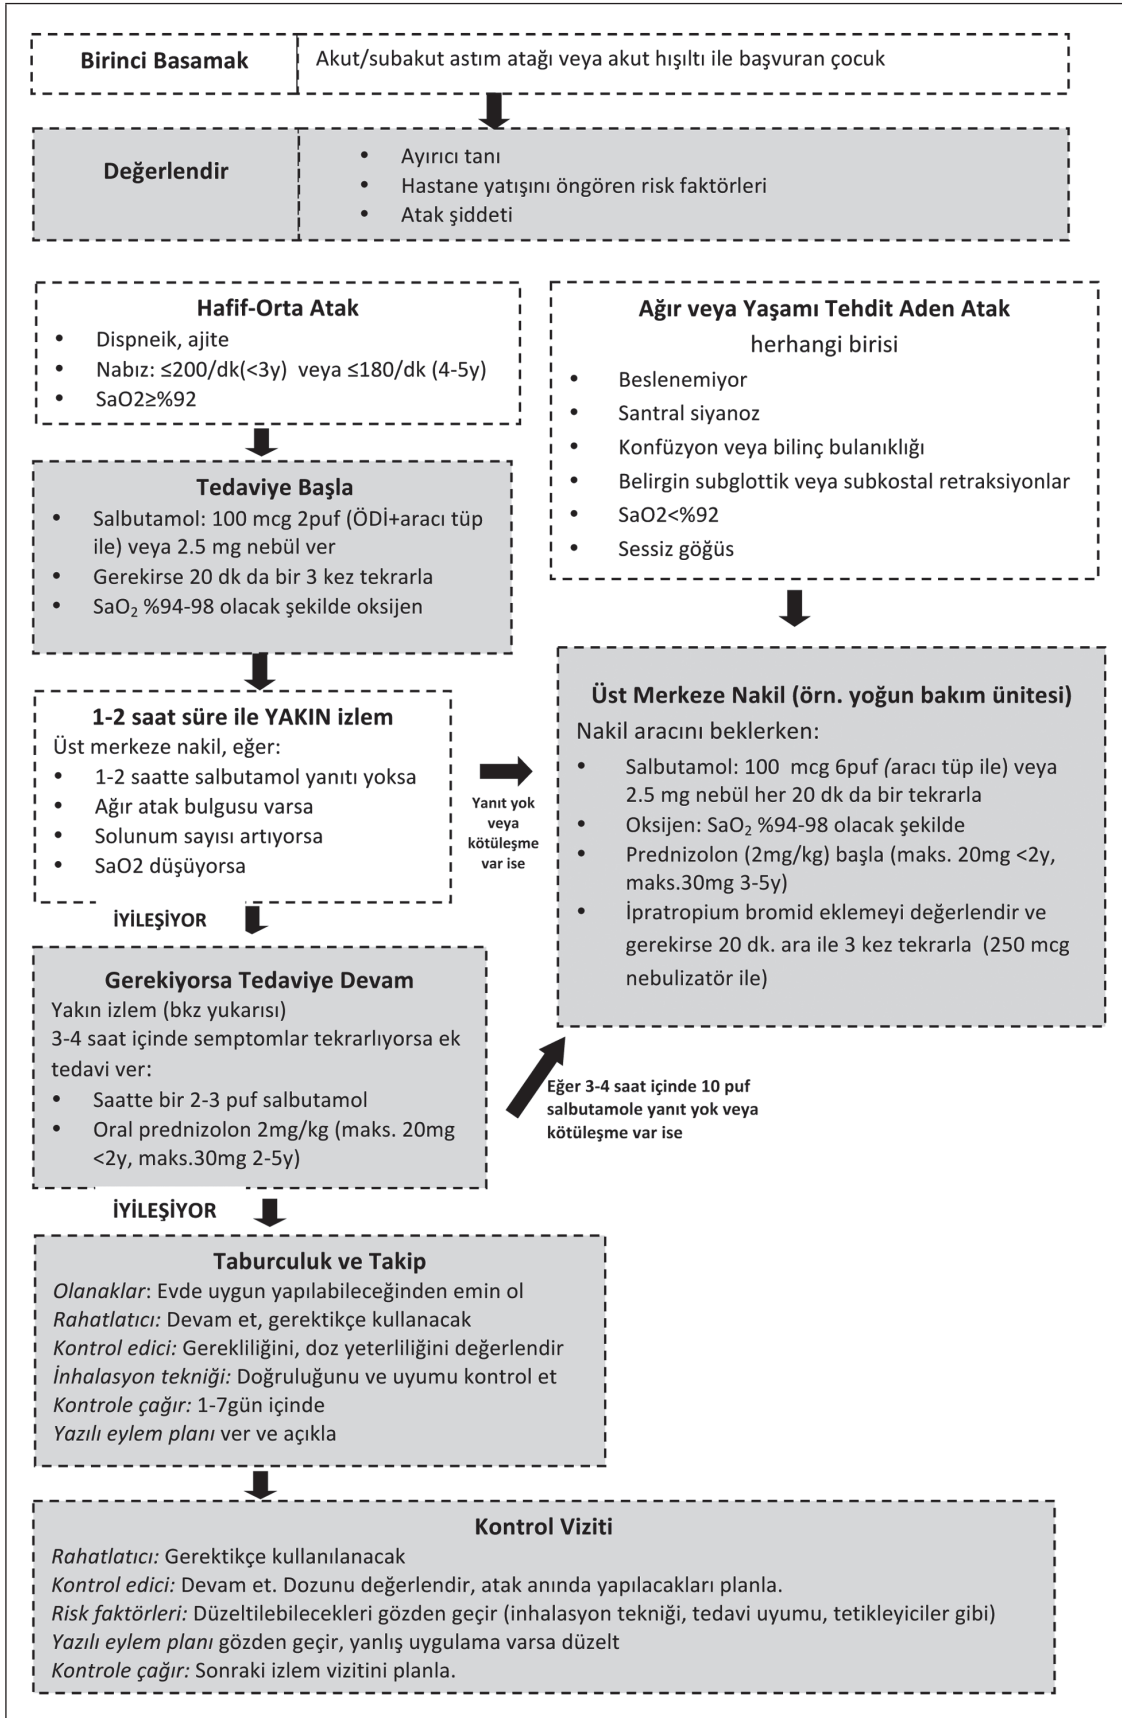 Birinci Basamak
Akut/subakut astım atağı veya akut hışıltı ile başvuran çocuk
Değerlendir
• Ayırıcı tanı
• Hastane yatışını öngören risk faktörleri
• Atak şiddeti
Hafif-Orta Atak
• Dispneik, ajite
• Nabız: ≤200/dk(<3y) veya ≤180/dk (4-5y)
• SaO2≥%92
Tedaviye Başla
• Salbutamol: 100 mcg 2puf (ÖDİ+aracı tüp
ile) veya 2.5 mg nebül ver
• Gerekirse 20 dk da bir 3 kez tekrarla
• SaO₂ %94-98 olacak şekilde oksijen
1-2 saat süre ile YAKIN izlem
Üst merkeze nakil, eğer:
• 1-2 saatte salbutamol yanıtı yoksa
• Ağır atak bulgusu varsa
• Solunum sayısı artıyorsa
• SaO2 düşüyorsa
Yanıt yok
veya
kötüleşme
var ise
Ağır veya Yaşamı Tehdit Aden Atak
herhangi birisi
• Beslenemiyor
• Santral siyanoz
• Konfüzyon veya bilinç bulanıklığı
• Belirgin subglottik veya subkostal retraksiyonlar
• SaO2<%92
• Sessiz göğüs
Üst Merkeze Nakil (örn. yoğun bakım ünitesi)
Nakil aracını beklerken:
• Salbutamol: 100 mcg 6puf (aracı tüp ile) veya
2.5 mg nebül her 20 dk da bir tekrarla
• Oksijen: SaO₂ %94-98 olacak şekilde
• Prednizolon (2mg/kg) başla (maks. 20mg <2y,
maks.30mg 3-5y)
• İpratropium bromid eklemeyi değerlendir ve
gerekirse 20 dk. ara ile 3 kez tekrarla (250 mcg
nebulizatör ile)
İYİLEŞİYOR
Gerekiyorsa Tedaviye Devam
Yakın izlem (bkz yukarısı)
3-4 saat içinde semptomlar tekrarlıyorsa ek
tedavi ver:
• Saatte bir 2-3 puf salbutamol
• Oral prednizolon 2mg/kg (maks. 20mg
<2y, maks.30mg 2-5y)
Eğer 3-4 saat içinde 10 puf
salbutamole yanıt yok veya
kötüleşme var ise
İYİLEŞİYOR
Taburculuk ve Takip
Olanaklar: Evde uygun yapılabileceğinden emin ol
Rahatlatıcı: Devam et, gerektikçe kullanacak
Kontrol edici: Gerekliliğini, doz yeterliliğini değerlendir
İnhalasyon tekniği: Doğruluğunu ve uyumu kontrol et
Kontrole çağır: 1-7gün içinde
Yazılı eylem planı ver ve açıkla
Kontrol Viziti
Rahatlatıcı: Gerektikçe kullanılanacak
Kontrol edici: Devam et. Dozunu değerlendir, atak anında yapılacakları planla.
Risk faktörleri: Düzeltilebilecekleri gözden geçir (inhalasyon tekniği, tedavi uyumu, tetikleyiciler gibi)
Yazılı eylem planı gözden geçir, yanlış uygulama varsa düzelt
Kontrole çağır: Sonraki izlem vizitini planla.